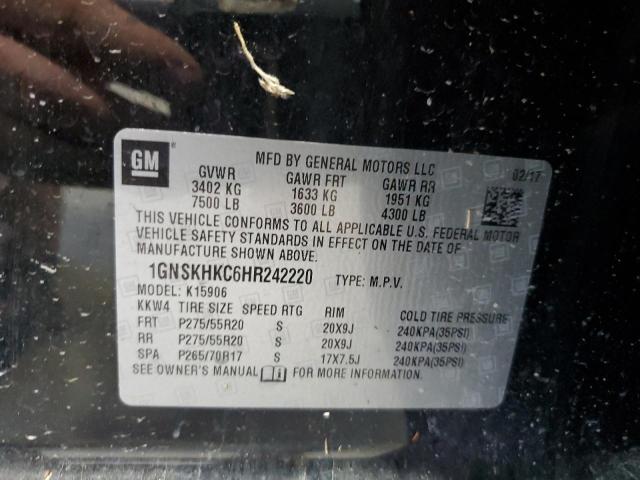 GM
MFD BY GENERAL MOTORS LLC 02/17
GVWR GAWR FRT GAWR RR
3402 KG 1633 KG 1951 KG
7500 LB 3600 LB 4300 LB
THIS VEHICLE CONFORMS TO ALL APPLICABLE U.S. FEDERAL MOTOR
VEHICLE SAFETY STANDARDS IN EFFECT ON THE DATE OF
MANUFACTURE SHOWN ABOVE.
1GNSKHKC6HR242220 TYPE: M.P.V.
MODEL: K15906
KKW4 TIRE SIZE SPEED RTG RIM COLD TIRE PRESSURE
FRT P275/55R20 S 20X9J 240KPA(35PSI)
RR P275/55R20 S 20X9J 240KPA(35PSI)
SPA P265/70R17 S 17X7.5J 240KPA(35PSI)
SEE OWNER'S MANUAL FOR MORE INFORMATION.